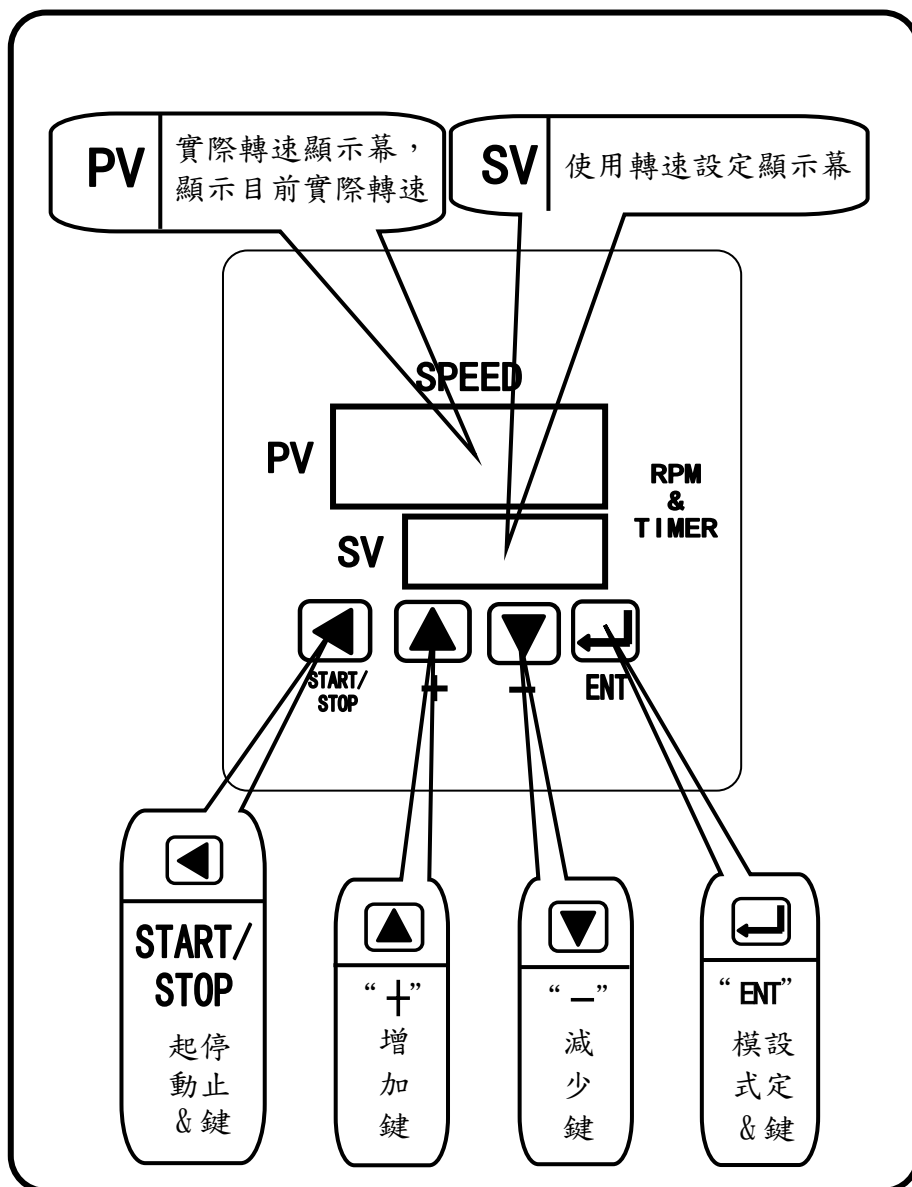 PV
實際轉速顯示幕，
顯示目前實際轉速
SV
使用轉速設定顯示幕
SPEED
PV
RPM
&
TIMER
SV
START/
STOP
+
−
ENT
START/
STOP
起停
動止
&鍵
“＋”
增
加
鍵
“－”
減
少
鍵
“ENT”
模設
式定
&鍵